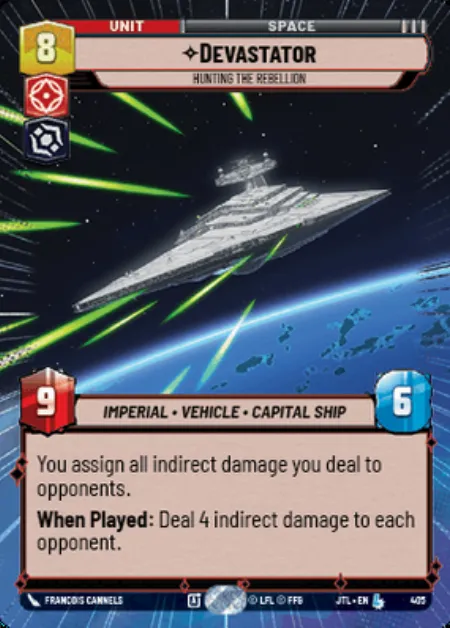 UNIT
SPACE
8
DEVASTATOR
HUNTING THE REBELLION
9
IMPERIAL • VEHICLE • CAPITAL SHIP
6
You assign all indirect damage you deal to
opponents.
When Played: Deal 4 indirect damage to each
opponent.
FRANCOIS CANNELS
© LFL © FFG
JTL • EN
405